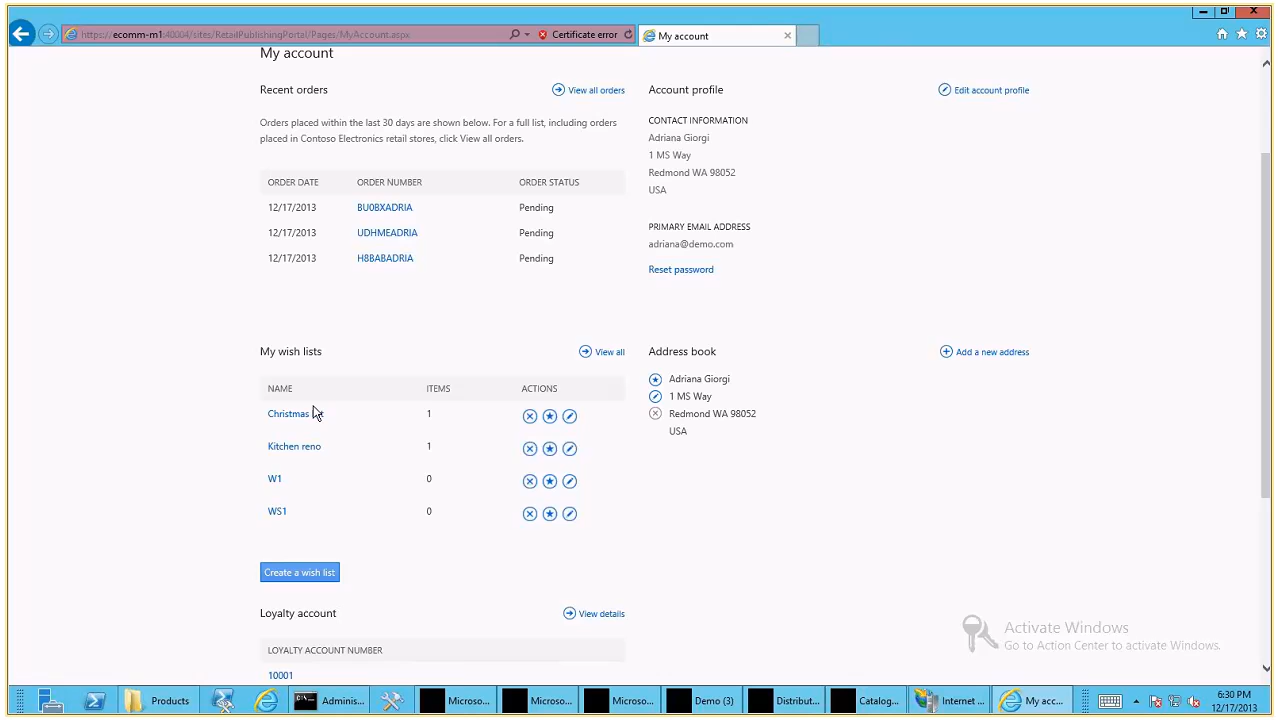 https://ecomm-m1:40004/sites/RetailPublishingPortal/Pages/MyAccount.aspx
Certificate error
My account
My account
Recent orders
View all orders
Orders placed within the last 30 days are shown below. For a full list, including orders
placed in Contoso Electronics retail stores, click View all orders.
ORDER DATE ORDER NUMBER ORDER STATUS
12/17/2013 BU0BXADRIA Pending
12/17/2013 UDHMEADRIA Pending
12/17/2013 H8BABADRIA Pending
Account profile
Edit account profile
CONTACT INFORMATION
Adriana Giorgi
1 MS Way
Redmond WA 98052
USA
PRIMARY EMAIL ADDRESS
adriana@demo.com
Reset password
My wish lists
View all
NAME ITEMS ACTIONS
Christmas 1
Kitchen reno 1
W1 0
WS1 0
Create a wish list
Address book
Add a new address
Adriana Giorgi
1 MS Way
Redmond WA 98052
USA
Loyalty account
View details
LOYALTY ACCOUNT NUMBER
10001
Activate Windows
Go to Action Center to activate Windows.
Products
Adminis...
Microso...
Microso...
Microso...
Demo (3)
Distribut...
Catalog...
Internet ...
My acc...
6:30 PM
12/17/2013